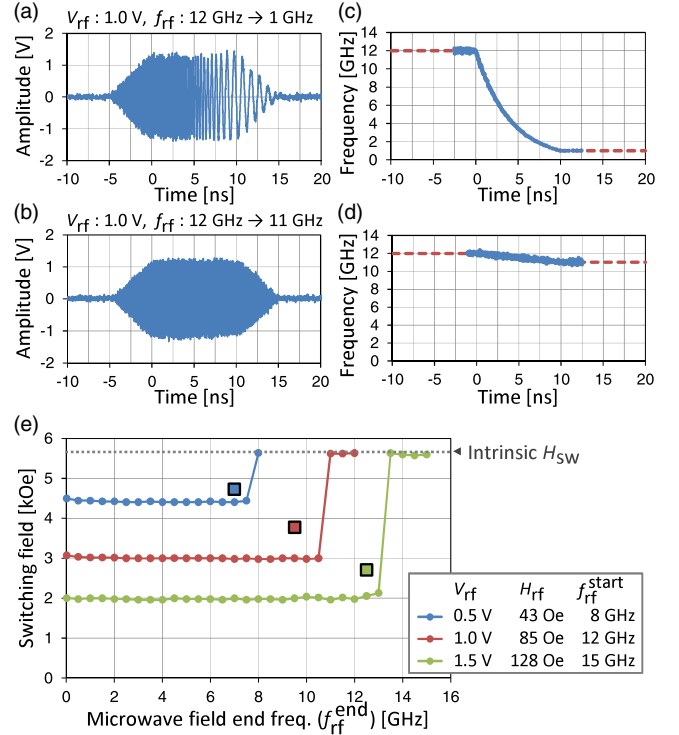 (a)
V_rf : 1.0 V, f_rf : 12 GHz → 1 GHz
Amplitude [V]
2
1
0
-1
-2
-10 -5 0 5 10 15 20
Time [ns]
(c)
Frequency [GHz]
14
12
10
8
6
4
2
0
-10 -5 0 5 10 15 20
Time [ns]
(b)
V_rf : 1.0 V, f_rf : 12 GHz → 11 GHz
Amplitude [V]
2
1
0
-1
-2
-10 -5 0 5 10 15 20
Time [ns]
(d)
Frequency [GHz]
14
12
10
8
6
4
2
0
-10 -5 0 5 10 15 20
Time [ns]
(e)
Switching field [kOe]
6
5
4
3
2
1
0
Intrinsic H_SW
V_rf H_rf f_rf^start
0.5 V 43 Oe 8 GHz
1.0 V 85 Oe 12 GHz
1.5 V 128 Oe 15 GHz
0 2 4 6 8 10 12 14 16
Microwave field end freq. (f_rf^end) [GHz]